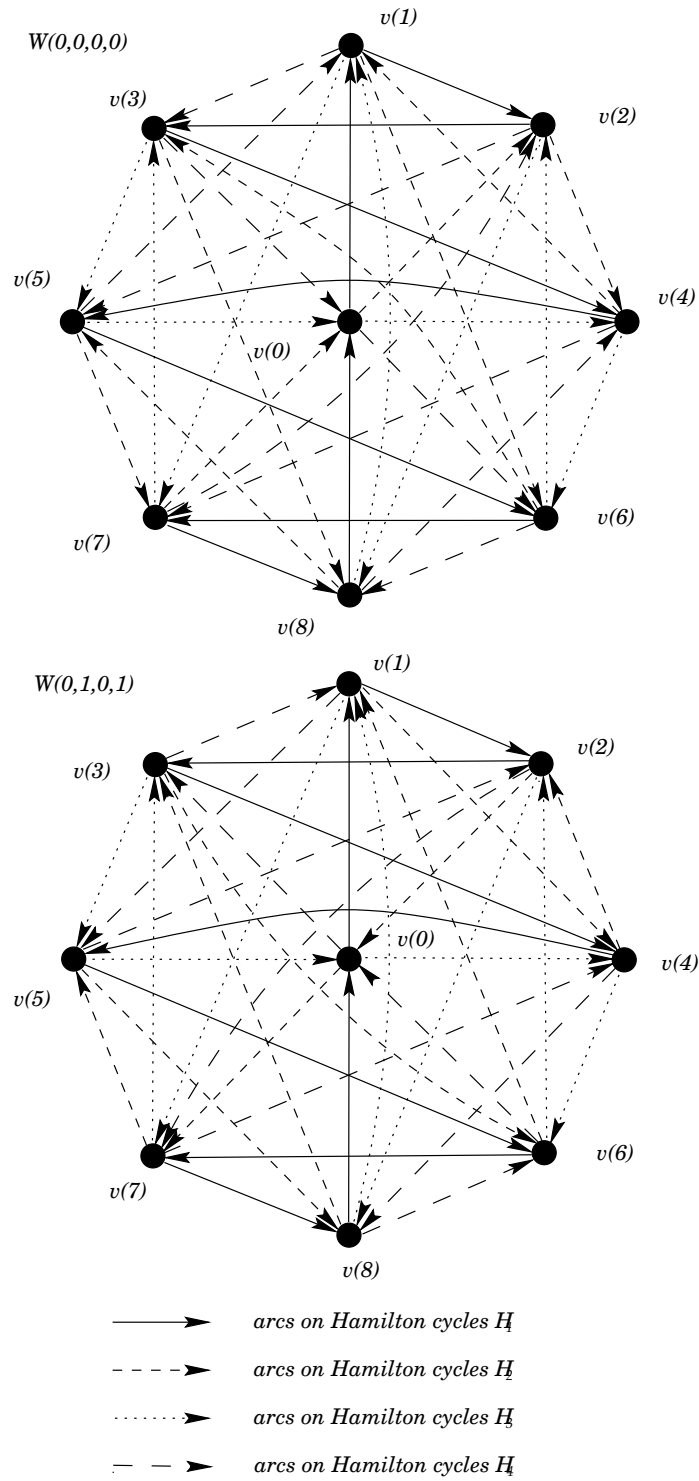 W(0,0,0,0)
v(1)
v(3)
v(2)
v(5)
v(4)
v(0)
v(7)
v(6)
v(8)
W(0,1,0,1)
v(1)
v(3)
v(2)
v(0)
v(5)
v(4)
v(7)
v(6)
v(8)
arcs on Hamilton cycles H1
arcs on Hamilton cycles H2
arcs on Hamilton cycles H3
arcs on Hamilton cycles H4